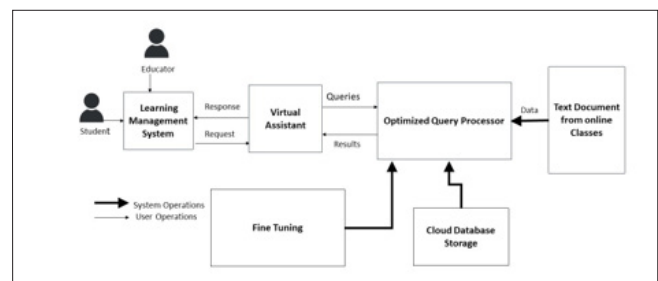 Educator
Student
Learning
Management
System
Response
Request
Virtual
Assistant
Queries
Results
Optimized Query Processor
Data
Text Document
from online
Classes
System Operations
User Operations
Fine Tuning
Cloud Database
Storage